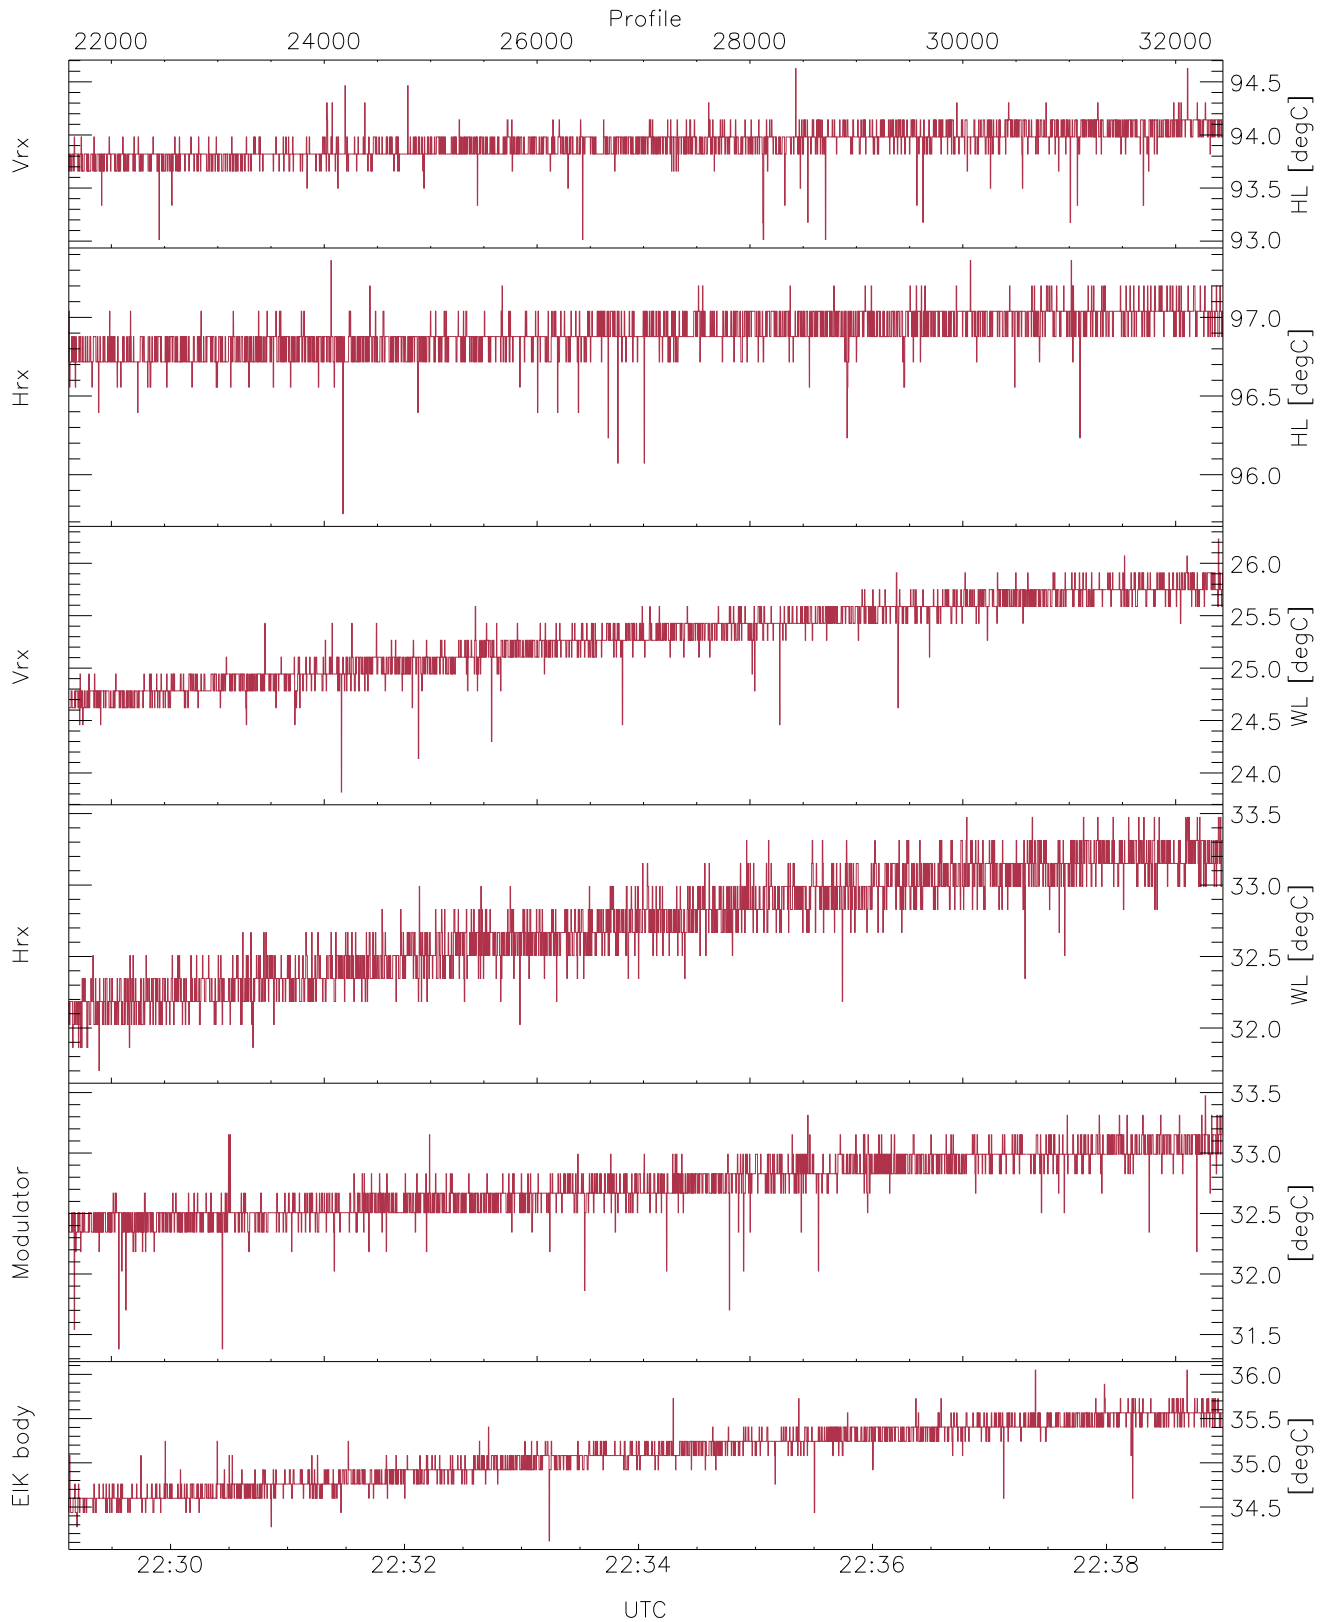 Profile
22000 24000 26000 28000 30000 32000
Vrx
94.5
94.0
93.5
93.0
HL [degC]
Hrx
97.0
96.5
96.0
HL [degC]
Vrx
26.0
25.5
25.0
24.5
24.0
WL [degC]
Hrx
33.5
33.0
32.5
32.0
WL [degC]
Modulator
33.5
33.0
32.5
32.0
31.5
[degC]
EIK body
36.0
35.5
35.0
34.5
[degC]
22:30 22:32 22:34 22:36 22:38
UTC